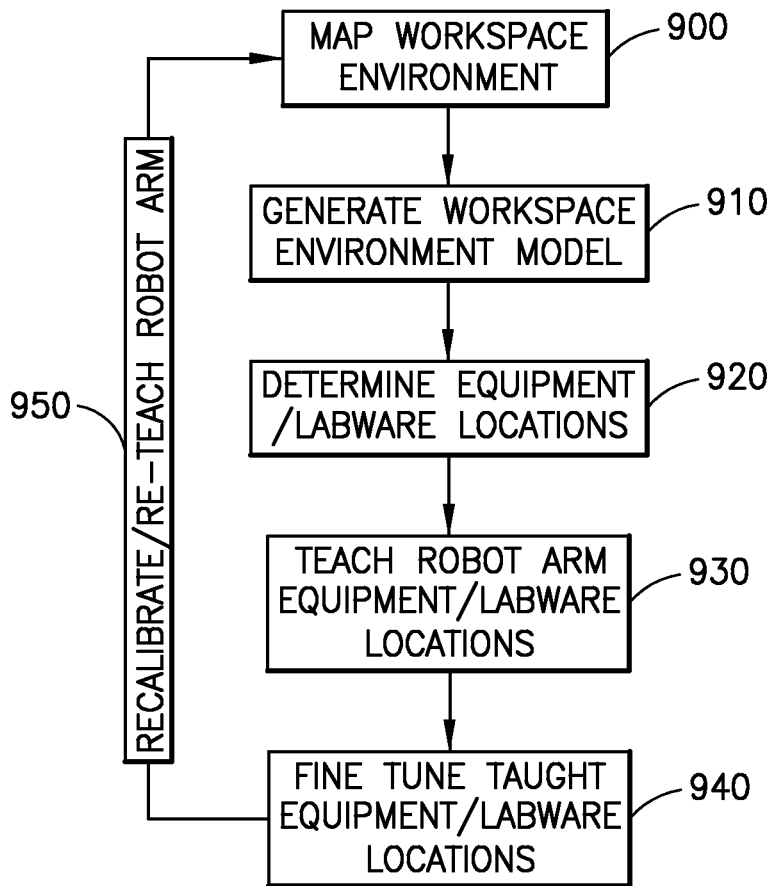 MAP WORKSPACE
ENVIRONMENT
900
GENERATE WORKSPACE
ENVIRONMENT MODEL
910
DETERMINE EQUIPMENT
/LABWARE LOCATIONS
920
TEACH ROBOT ARM
EQUIPMENT/LABWARE
LOCATIONS
930
FINE TUNE TAUGHT
EQUIPMENT/LABWARE
LOCATIONS
940
RECALIBRATE/RE-TEACH ROBOT ARM
950